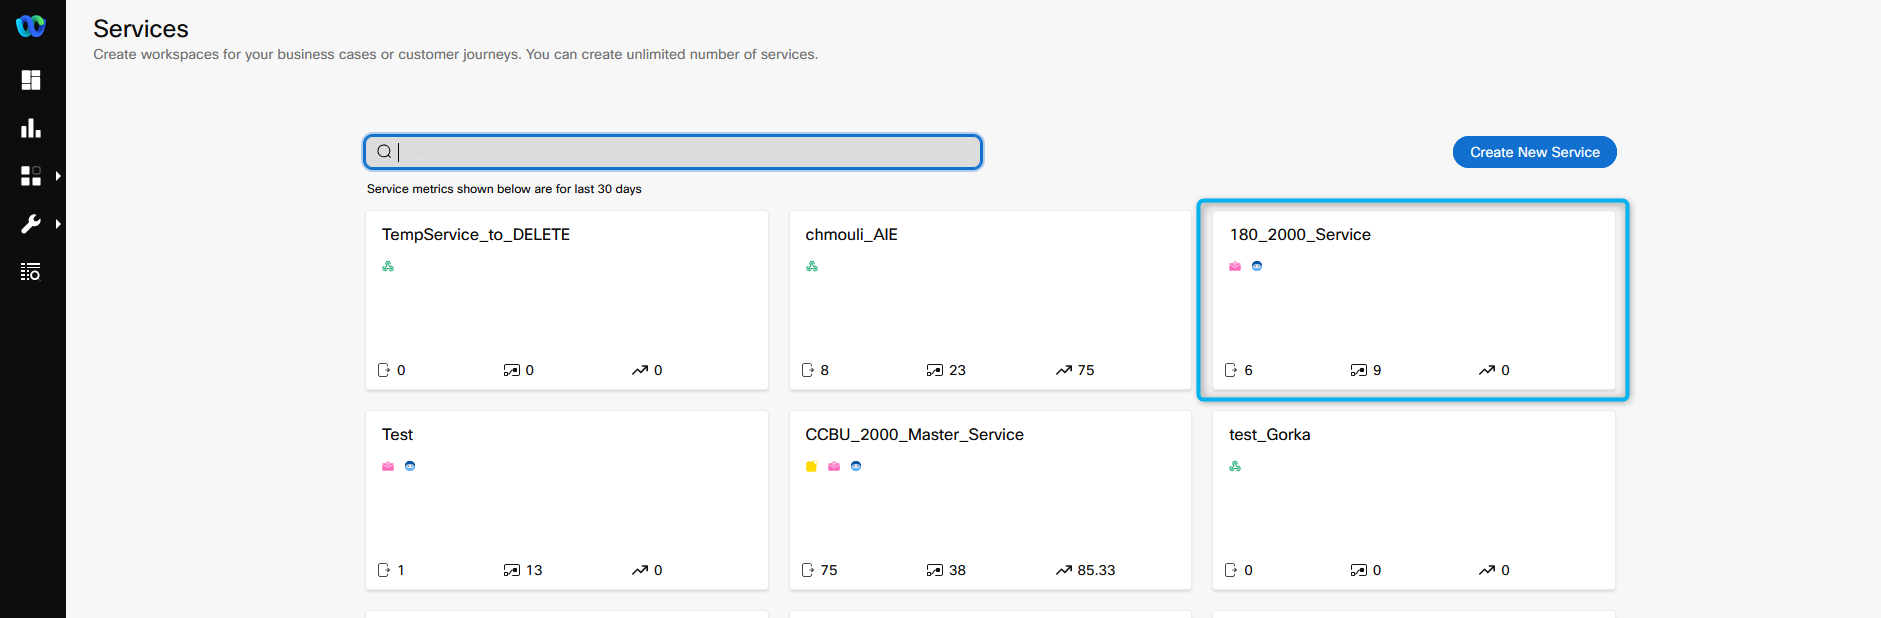 Services
Create workspaces for your business cases or customer journeys. You can create unlimited number of services.
Create New Service
Service metrics shown below are for last 30 days
TempService_to_DELETE
0 0 0
chmouli_AIE
8 23 75
180_2000_Service
6 9 0
Test
1 13 0
CCBU_2000_Master_Service
75 38 85.33
test_Gorka
0 0 0